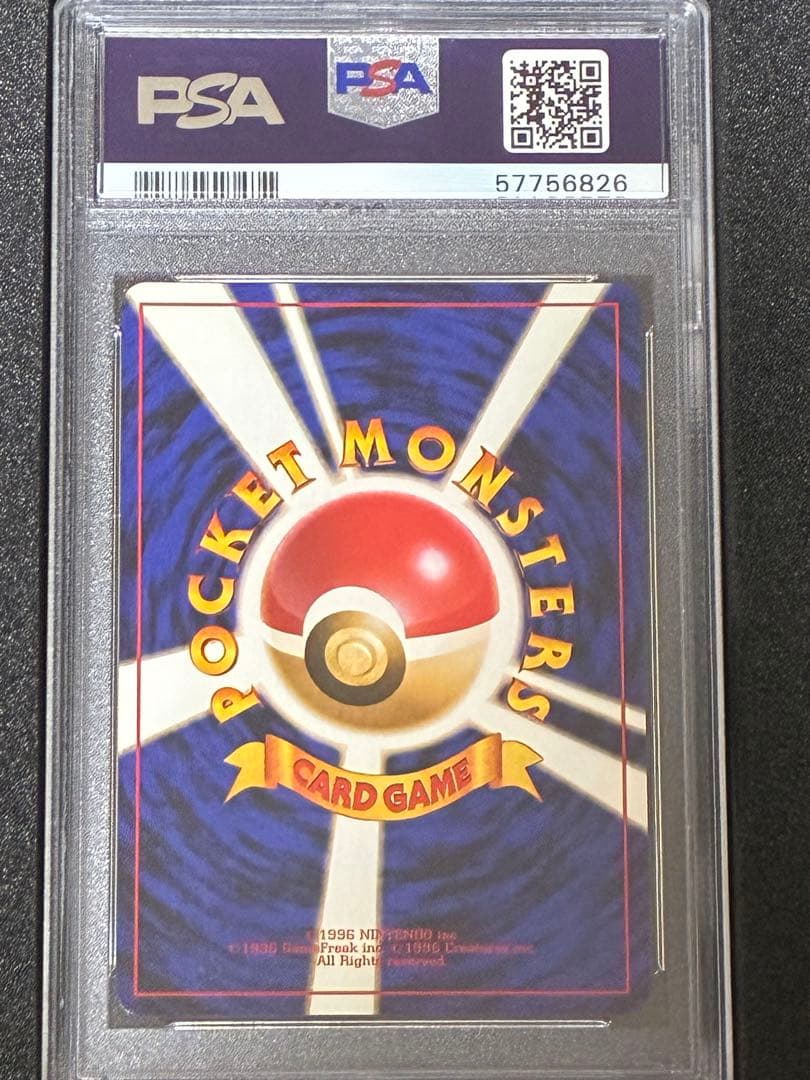 PSA
PSA
57756826
POCKET MONSTERS
CARD GAME
©1996 NINTENDO inc
©1996 GameFreak inc ©1996 Creatures inc
All Rights reserved.